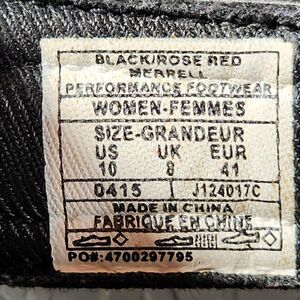 BLACK/ROSE RED
MERRELL
PERFORMANCE FOOTWEAR
WOMEN-FEMMES
SIZE-GRANDEUR
US UK EUR
10 8 41
0415 J124017C
MADE IN CHINA
FABRIQUE EN CHINE
PO#:4700297795